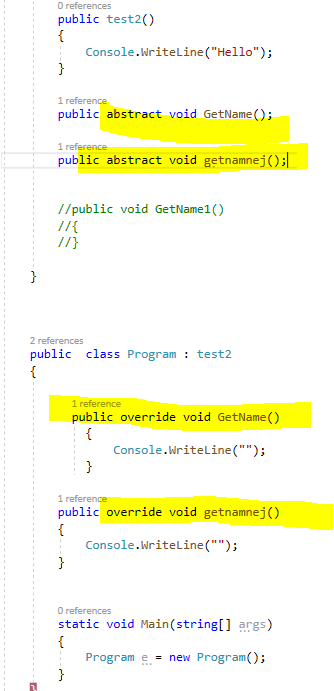 0 references
public test2()
{
Console.WriteLine("Hello");
}
1 reference
public abstract void GetName();
1 reference
public abstract void getnamnej();
//public void GetName1()
//{
//}
}
2 references
public  class Program : test2
{
1 reference
public override void GetName()
{
Console.WriteLine("");
}
1 reference
public override void getnamnej()
{
Console.WriteLine("");
}
0 references
static void Main(string[] args)
{
Program e = new Program();
}
}